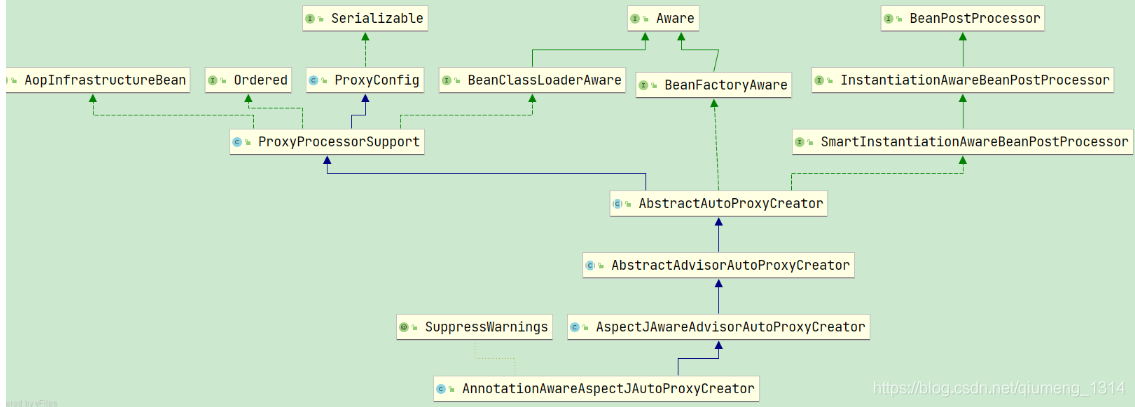 Serializable
Aware
BeanPostProcessor
AopInfrastructureBean
Ordered
ProxyConfig
BeanClassLoaderAware
BeanFactoryAware
InstantiationAwareBeanPostProcessor
ProxyProcessorSupport
SmartInstantiationAwareBeanPostProcessor
AbstractAutoProxyCreator
AbstractAdvisorAutoProxyCreator
SuppressWarnings
AspectJAwareAdvisorAutoProxyCreator
AnnotationAwareAspectJAutoProxyCreator
https://blog.csdn.net/qiumeng_1314
ered by yFiles